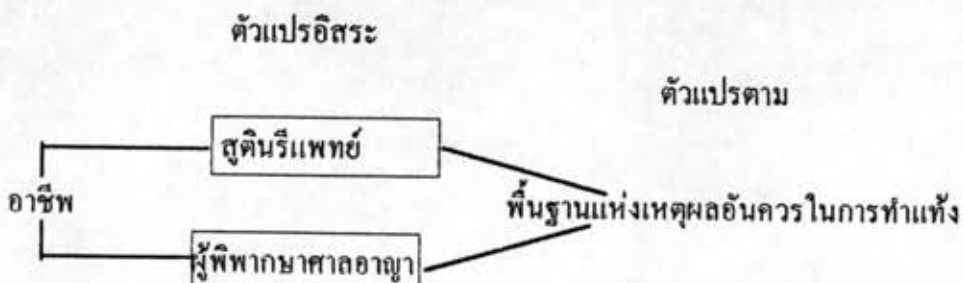 ตัวแปรอิสระ
ตัวแปรตาม
สูตินรีแพทย์
อาชีพ
พื้นฐานแห่งเหตุผลอันควรในการทำแท้ง
ผู้พิพากษาศาลอาญา